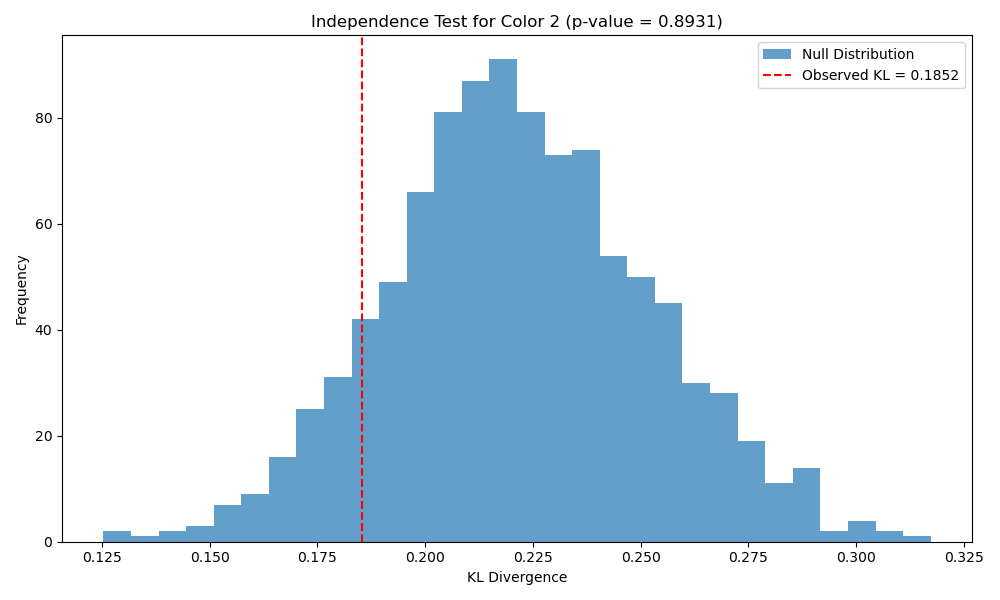 Independence Test for Color 2 (p-value = 0.8931)
Null Distribution
Observed KL = 0.1852
Frequency
80
60
40
20
0
0.125 0.150 0.175 0.200 0.225 0.250 0.275 0.300 0.325
KL Divergence